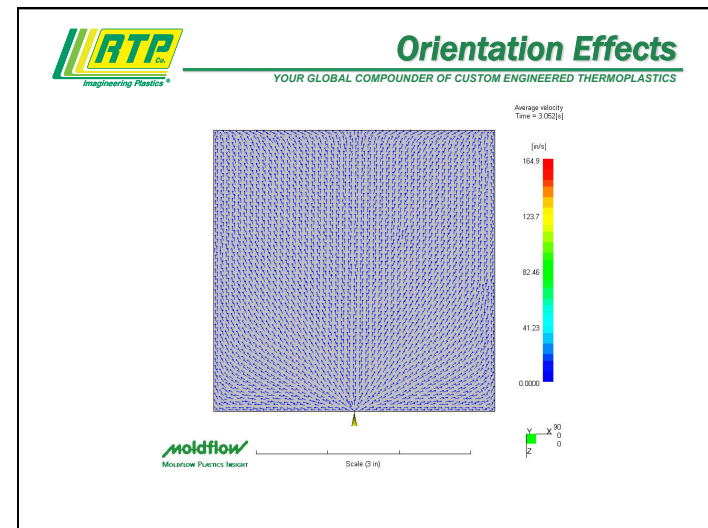 RTP
Co.
Imagineering Plastics®
Orientation Effects
YOUR GLOBAL COMPOUNDER OF CUSTOM ENGINEERED THERMOPLASTICS
Average velocity
Time = 3.052[s]
[in/s]
164.9
123.7
82.46
41.23
0.0000
moldflow
MOLDFLOW PLASTICS INSIGHT
Scale (3 in)
Y X
Z
90
0
0